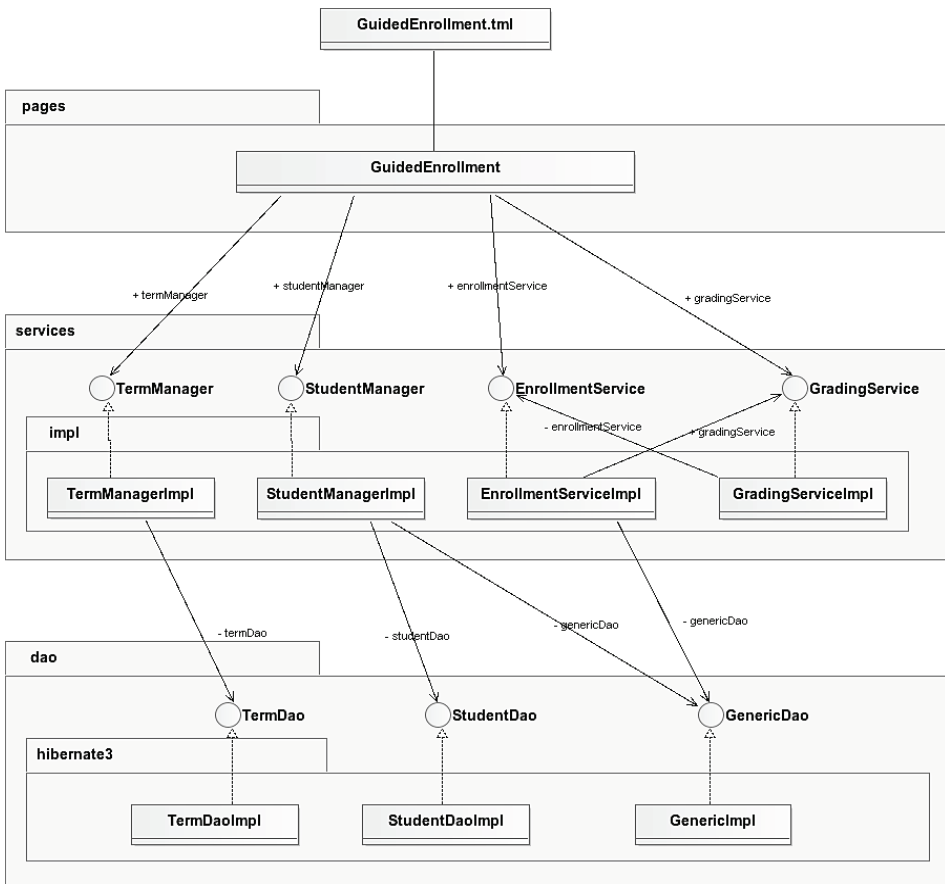 GuidedEnrollment.tml
pages
GuidedEnrollment
+ termManager
+ studentManager
+ enrollmentService
+ gradingService
services
TermManager
StudentManager
EnrollmentService
GradingService
impl
- enrollmentService
+ gradingService
TermManagerImpl
StudentManagerImpl
EnrollmentServiceImpl
GradingServiceImpl
- termDao
- studentDao
- genericDao
- genericDao
dao
TermDao
StudentDao
GenericDao
hibernate3
TermDaoImpl
StudentDaoImpl
GenericImpl